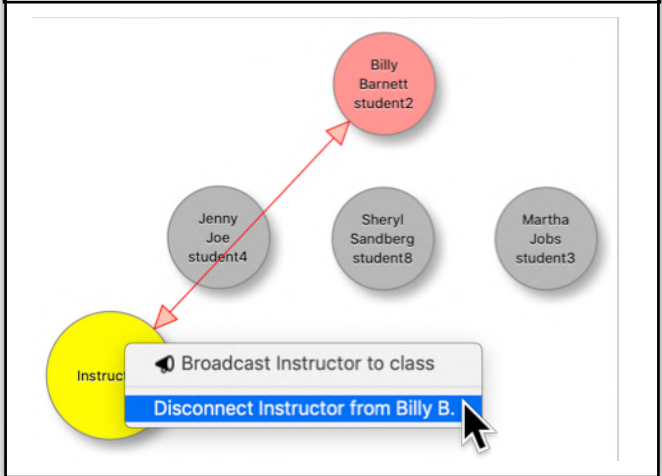 Billy
Barnett
student2
Jenny
Joe
student4
Sheryl
Sandberg
student8
Martha
Jobs
student3
Instruct
Broadcast Instructor to class
Disconnect Instructor from Billy B.